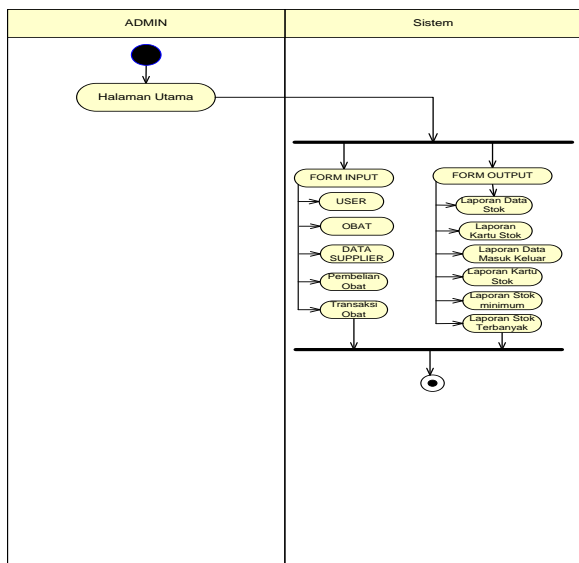 ADMIN
Sistem
Halaman Utama
FORM INPUT
USER
OBAT
DATA
SUPPLIER
Pembelian
Obat
Transaksi
Obat
FORM OUTPUT
Laporan Data
Stok
Laporan
Kartu Stok
Laporan Data
Masuk Keluar
Laporan Kartu
Stok
Laporan Stok
minimum
Laporan Stok
Terbanyak